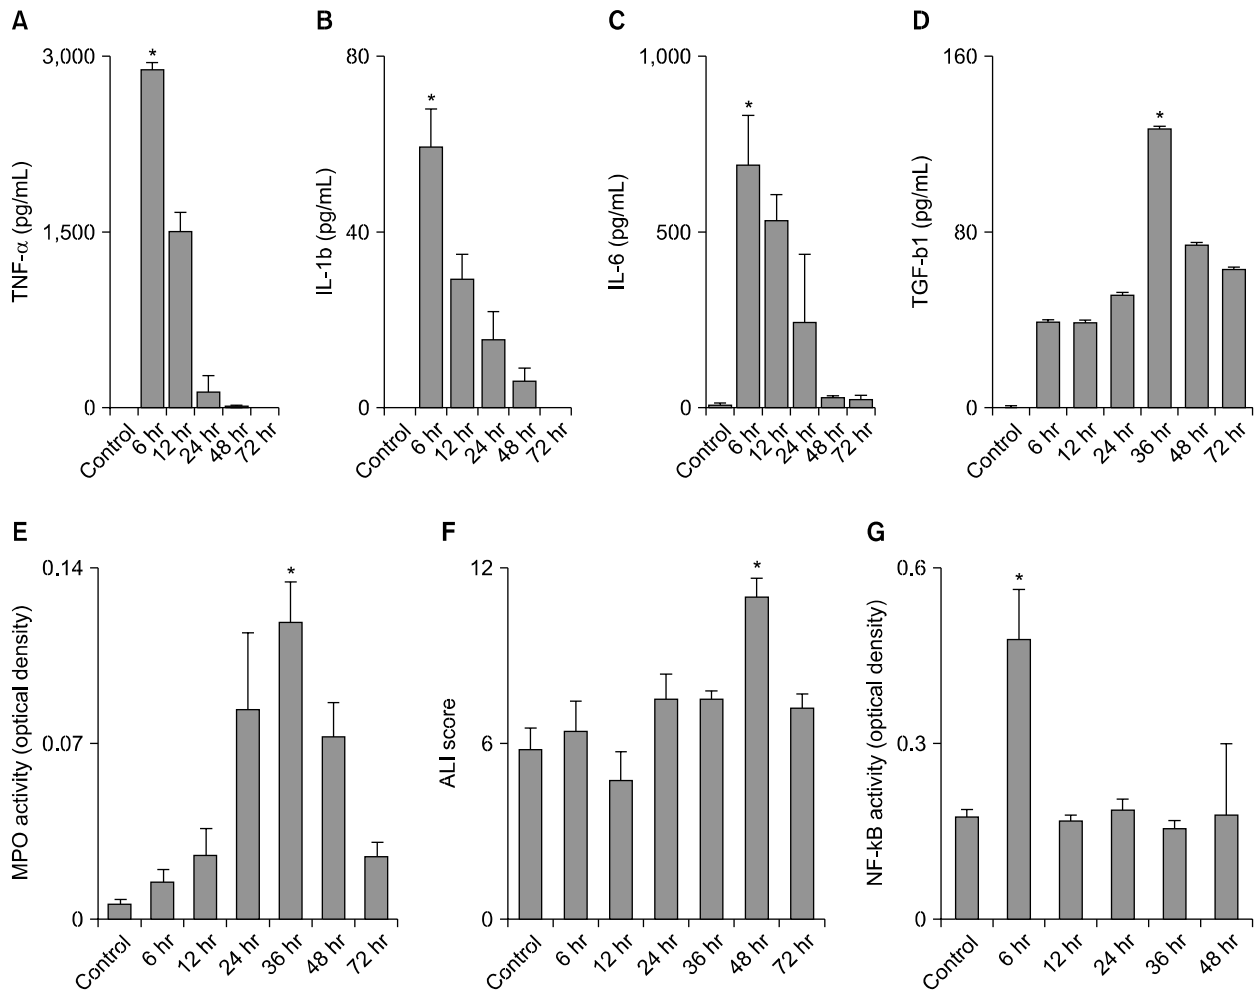 A
TNF-α (pg/mL)
3,000
1,500
0
*
Control
6 hr
12 hr
24 hr
48 hr
72 hr
B
IL-1b (pg/mL)
80
40
0
*
Control
6 hr
12 hr
24 hr
48 hr
72 hr
C
IL-6 (pg/mL)
1,000
500
0
*
Control
6 hr
12 hr
24 hr
48 hr
72 hr
D
TGF-b1 (pg/mL)
160
80
0
*
Control
6 hr
12 hr
24 hr
36 hr
48 hr
72 hr
E
MPO activity (optical density)
0.14
0.07
0
*
Control
6 hr
12 hr
24 hr
36 hr
48 hr
72 hr
F
ALI score
12
6
0
*
Control
6 hr
12 hr
24 hr
36 hr
48 hr
72 hr
G
NF-kB activity (optical density)
0.6
0.3
0
*
Control
6 hr
12 hr
24 hr
36 hr
48 hr